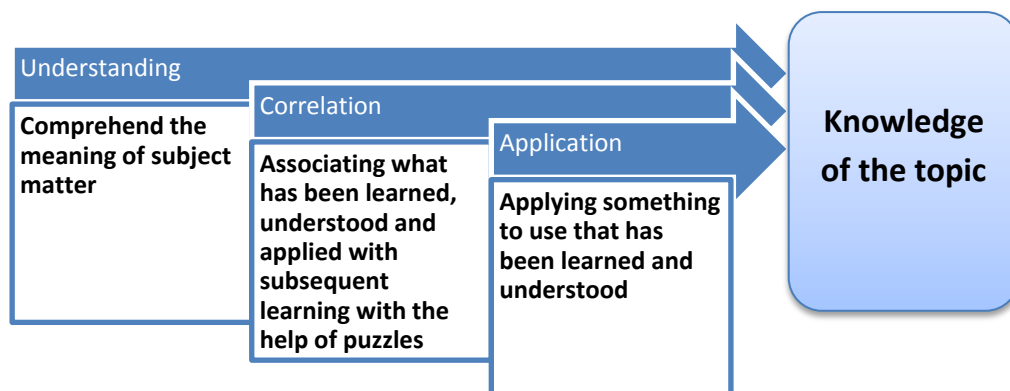 Understanding
Comprehend the
meaning of subject
matter
Correlation
Associating what
has been learned,
understood and
applied with
subsequent
learning with the
help of puzzles
Application
Applying something
to use that has
been learned and
understood
Knowledge
of the topic